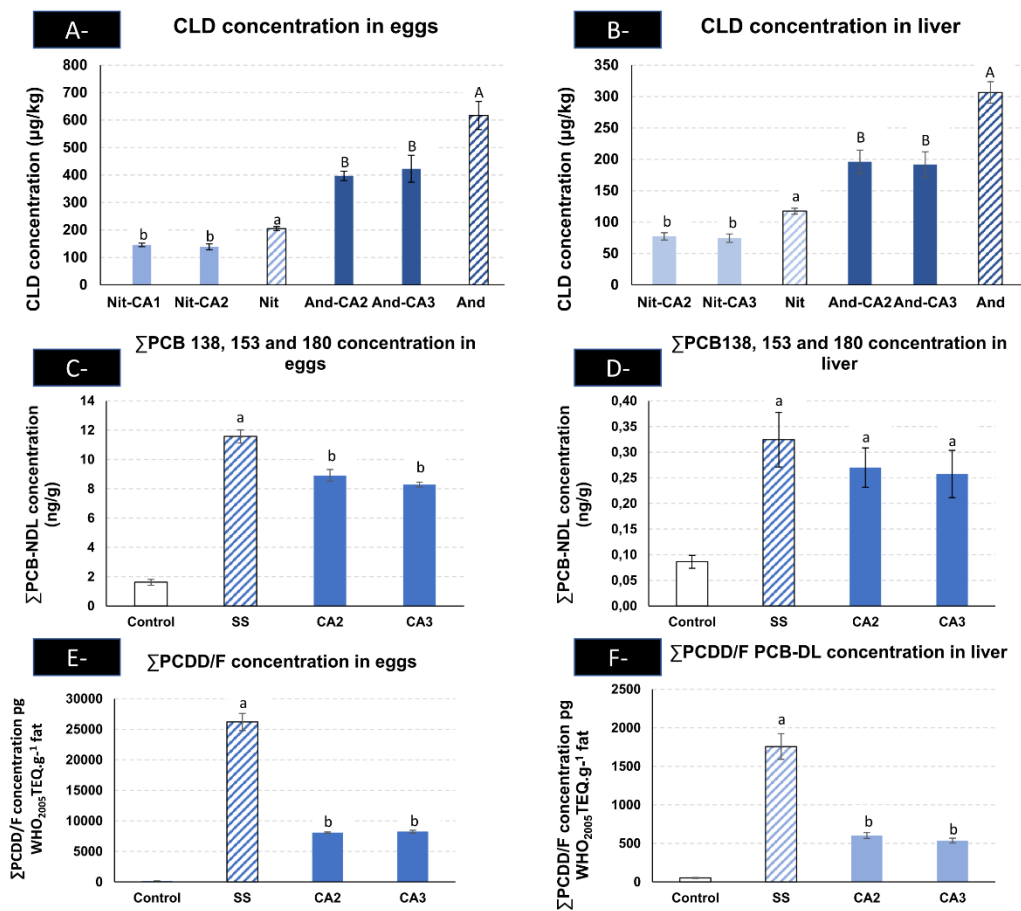 A-
CLD concentration in eggs
CLD concentration (µg/kg)
800
700
600
500
400
300
200
100
0
b
b
a
B
B
A
Nit-CA1 Nit-CA2 Nit And-CA2 And-CA3 And
B-
CLD concentration in liver
CLD concentration (µg/kg)
350
300
250
200
150
100
50
0
b
b
a
B
B
A
Nit-CA2 Nit-CA3 Nit And-CA2 And-CA3 And
C-
∑PCB 138, 153 and 180 concentration in
eggs
∑PCB-NDL concentration
(ng/g)
14
12
10
8
6
4
2
0
a
b
b
Control SS CA2 CA3
D-
∑PCB138, 153 and 180 concentration in
liver
∑PCB-NDL concentration
(ng/g)
0,40
0,35
0,30
0,25
0,20
0,15
0,10
0,05
0,00
a
a
a
Control SS CA2 CA3
E-
∑PCDD/F concentration in eggs
∑PCDD/F concentration pg
WHO₂₀₀₅TEQ.g⁻¹ fat
30000
25000
20000
15000
10000
5000
0
a
b
b
Control SS CA2 CA3
F-
∑PCDD/F PCB-DL concentration in liver
∑PCDD/F concentration pg
WHO₂₀₀₅TEQ.g⁻¹ fat
2500
2000
1500
1000
500
0
a
b
b
Control SS CA2 CA3